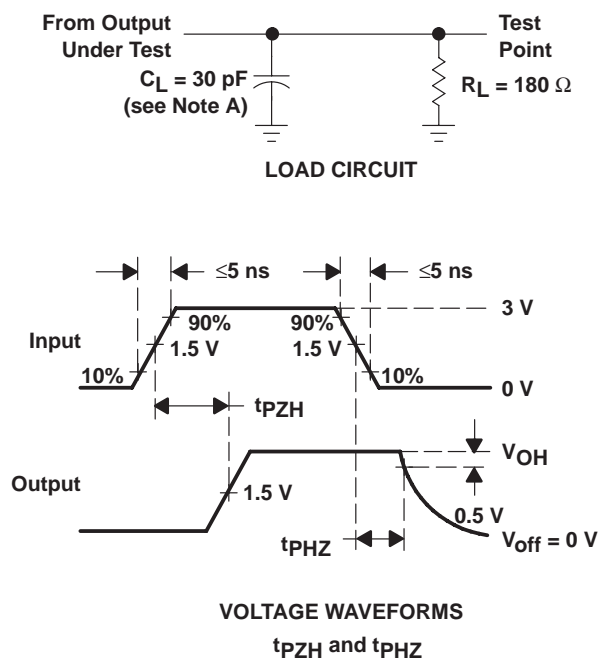 From Output
Under Test
Test
Point
CL = 30 pF
(see Note A)
RL = 180 Ω
LOAD CIRCUIT
≤5 ns
≤5 ns
3 V
90%
90%
Input
1.5 V
1.5 V
10%
10%
0 V
tPZH
VOH
Output
1.5 V
0.5 V
tPHZ
Voff = 0 V
VOLTAGE WAVEFORMS
tPZH and tPHZ